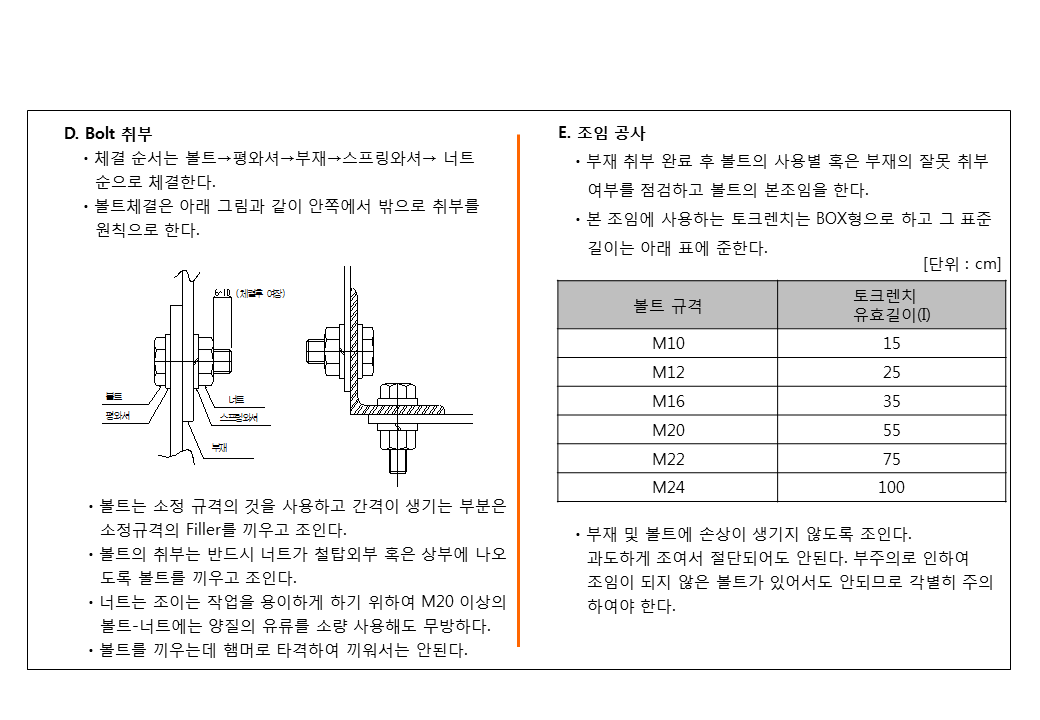 D. Bolt 취부
• 체결 순서는 볼트→평와셔→부재→스프링와셔→ 너트
순으로 체결한다.
• 볼트체결은 아래 그림과 같이 안쪽에서 밖으로 취부를
원칙으로 한다.
6~10 (체결후 여장)
볼트
평와셔
너트
스프링와셔
부재
• 볼트는 소정 규격의 것을 사용하고 간격이 생기는 부분은
소정규격의 Filler를 끼우고 조인다.
• 볼트의 취부는 반드시 너트가 철탑외부 혹은 상부에 나오
도록 볼트를 끼우고 조인다.
• 너트는 조이는 작업을 용이하게 하기 위하여 M20 이상의
볼트-너트에는 양질의 유류를 소량 사용해도 무방하다.
• 볼트를 끼우는데 햄머로 타격하여 끼워서는 안된다.
E. 조임 공사
• 부재 취부 완료 후 볼트의 사용별 혹은 부재의 잘못 취부
여부를 점검하고 볼트의 본조임을 한다.
• 본 조임에 사용하는 토크렌치는 BOX형으로 하고 그 표준
길이는 아래 표에 준한다.
[단위 : cm]
볼트 규격 토크렌치
유효길이(I)
M10 15
M12 25
M16 35
M20 55
M22 75
M24 100
• 부재 및 볼트에 손상이 생기지 않도록 조인다.
과도하게 조여서 절단되어도 안된다. 부주의로 인하여
조임이 되지 않은 볼트가 있어서도 안되므로 각별히 주의
하여야 한다.